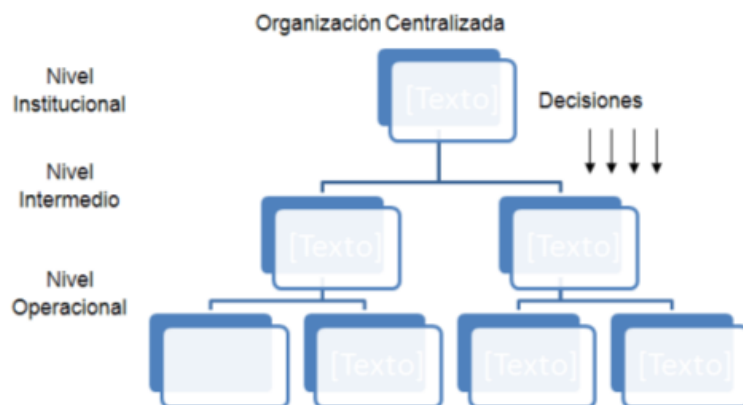 Organización Centralizada
Nivel
Institucional
[Texto]
Decisiones
Nivel
Intermedio
[Texto]
[Texto]
Nivel
Operacional
[Texto]
[Texto]
[Texto]